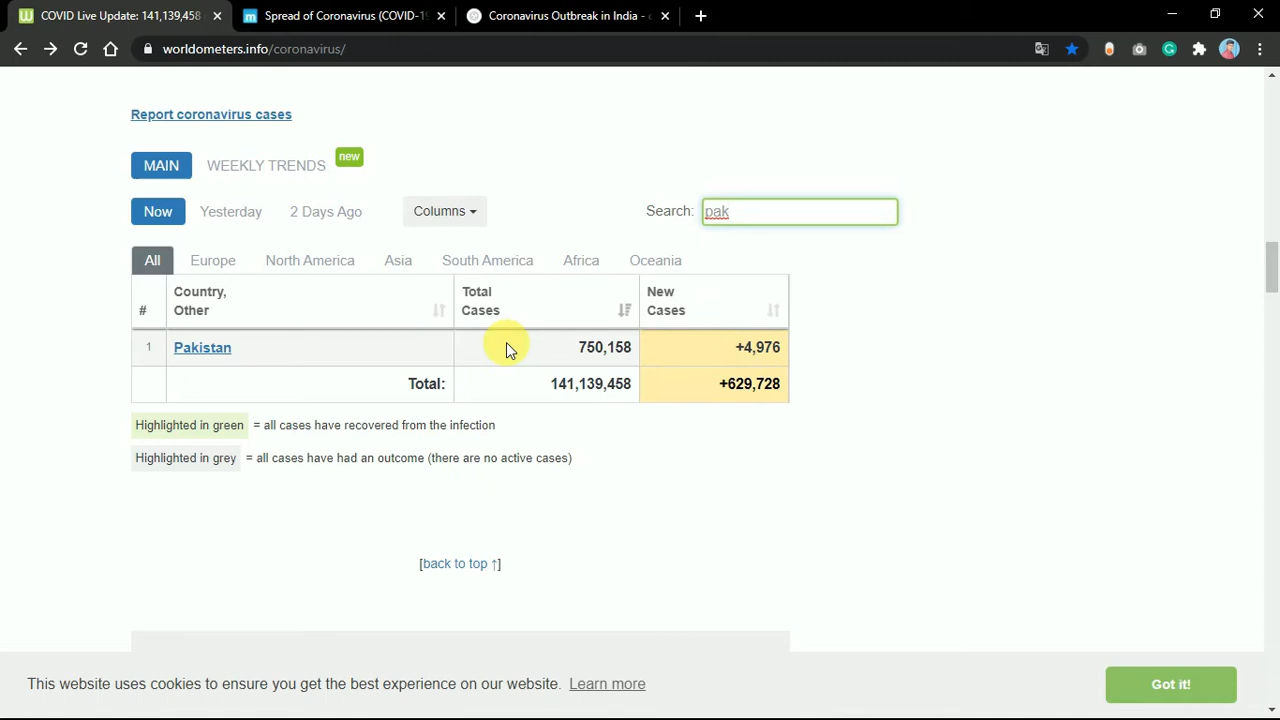 COVID Live Update: 141,139,458
Spread of Coronavirus (COVID-19
Coronavirus Outbreak in India -
worldometers.info/coronavirus/
Report coronavirus cases
MAIN WEEKLY TRENDS new
Now Yesterday 2 Days Ago Columns Search: pak
All Europe North America Asia South America Africa Oceania
# Country, Other Total Cases New Cases
1 Pakistan 750,158 +4,976
Total: 141,139,458 +629,728
Highlighted in green = all cases have recovered from the infection
Highlighted in grey = all cases have had an outcome (there are no active cases)
[back to top ↑]
This website uses cookies to ensure you get the best experience on our website. Learn more Got it!